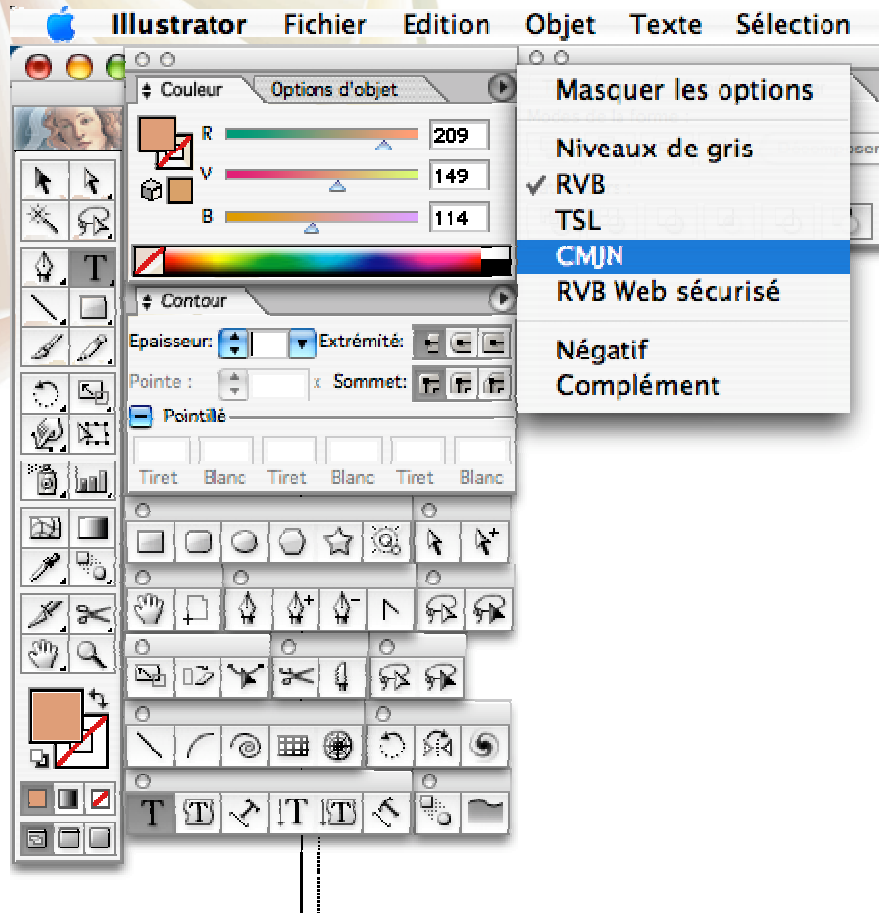 Illustrator Fichier Edition Objet Texte Sélection
Couleur Options d'objet
R 209
V 149
B 114
Contour
Epaisseur: Extrémité:
Pointe : x Sommet:
Pointillé
Tiret Blanc Tiret Blanc Tiret Blanc
Masquer les options
Niveaux de gris
RVB
TSL
CMJN
RVB Web sécurisé
Négatif
Complément